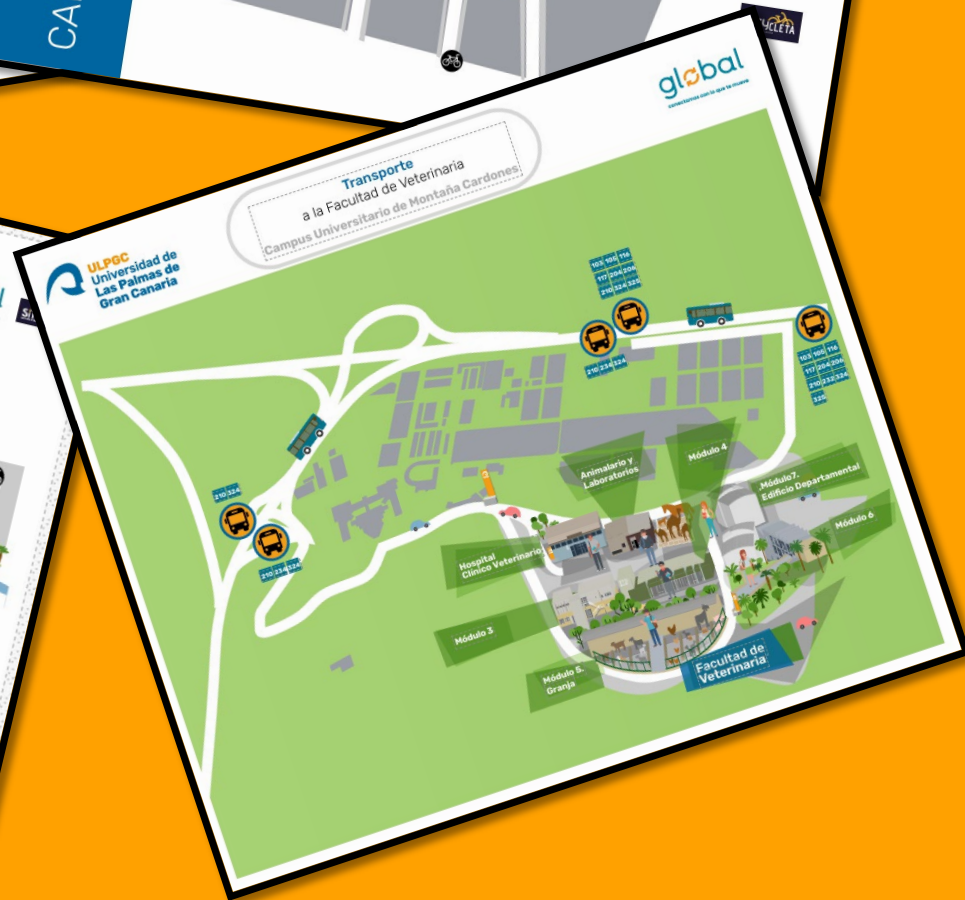 CA
CICLETA
global
conectamos con lo que te mueve
Transporte
a la Facultad de Veterinaria
Campus Universitario de Montaña Cardones
ULPGC
Universidad de
Las Palmas de
Gran Canaria
103 105 116
117 204 206
210 324 325
210 234 324
103 105 116
117 204 206
210 232 324
325
210 324
210 234 324
Animalario y
Laboratorios
Módulo 4
Módulo7.
Edificio Departamental
Módulo 6
Hospital
Clínico Veterinario
Módulo 3
Módulo 5.
Granja
Facultad de
Veterinaria